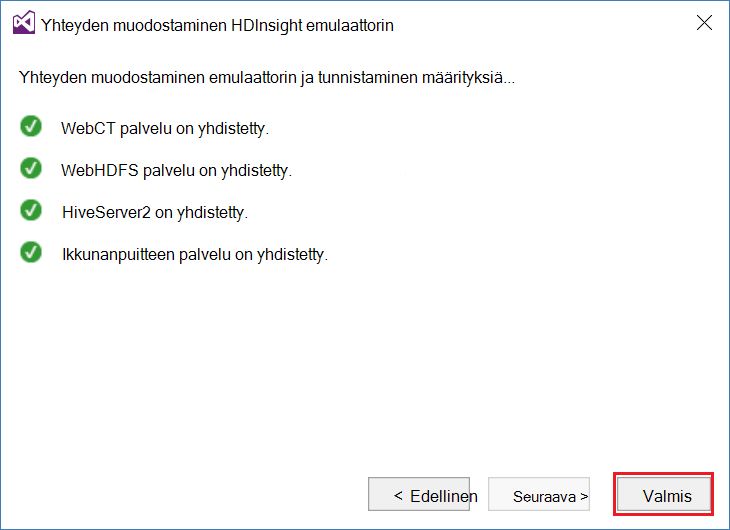 Yhteyden muodostaminen HDInsight emulaattorin
Yhteyden muodostaminen emulaattorin ja tunnistaminen määrityksiä...
WebCT palvelu on yhdistetty.
WebHDFS palvelu on yhdistetty.
HiveServer2 on yhdistetty.
Ikkunanpuitteen palvelu on yhdistetty.
< Edellinen Seuraava > Valmis